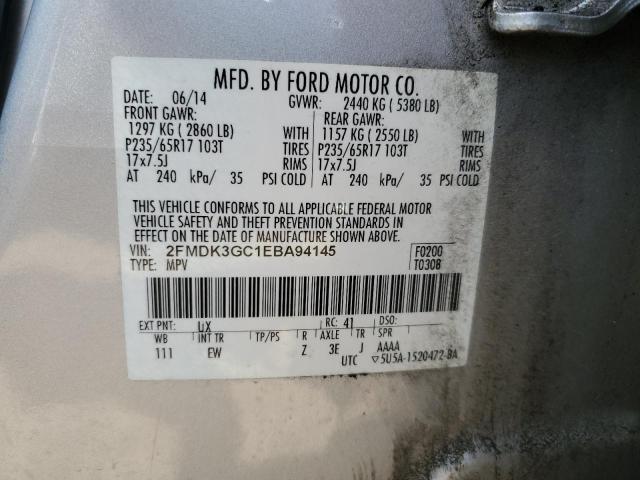 MFD. BY FORD MOTOR CO.
DATE: 06/14 GVWR: 2440 KG ( 5380 LB)
FRONT GAWR: REAR GAWR:
1297 KG ( 2860 LB) WITH 1157 KG ( 2550 LB) WITH
P235/65R17 103T TIRES P235/65R17 103T TIRES
17x7.5J RIMS 17x7.5J RIMS
AT 240 kPa/ 35 PSI COLD AT 240 kPa/ 35 PSI COLD
THIS VEHICLE CONFORMS TO ALL APPLICABLE FEDERAL MOTOR
VEHICLE SAFETY AND THEFT PREVENTION STANDARDS IN
EFFECT ON THE DATE OF MANUFACTURE SHOWN ABOVE.
VIN: 2FMDK3GC1EBA94145 F0200
TYPE: MPV T0308
EXT PNT: UX RC: 41 DSO:
WB INT TR TP/PS R AXLE TR SPR
111 EW Z 3E J AAAA
UTC ▽5U5A-1520472-BA